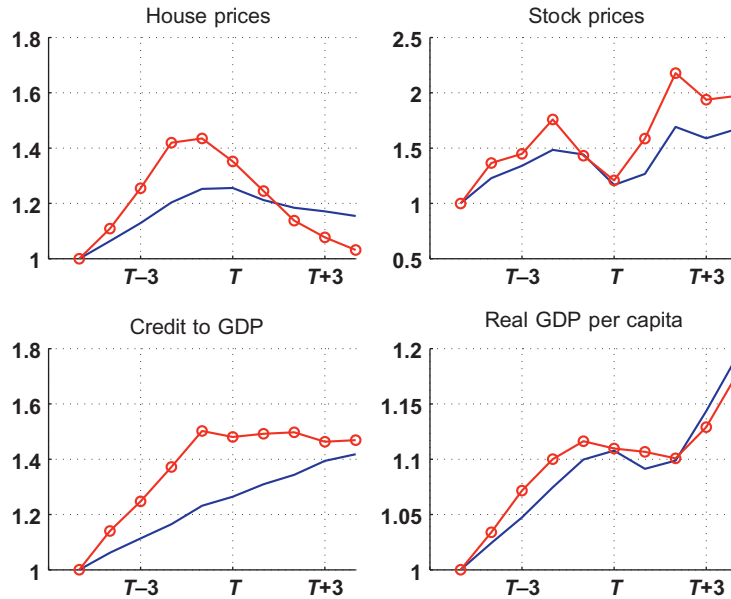 House prices
1.8
1.6
1.4
1.2
1
T–3
T
T+3
Stock prices
2.5
2
1.5
1
0.5
T–3
T
T+3
Credit to GDP
1.8
1.6
1.4
1.2
1
T–3
T
T+3
Real GDP per capita
1.2
1.15
1.1
1.05
1
T–3
T
T+3